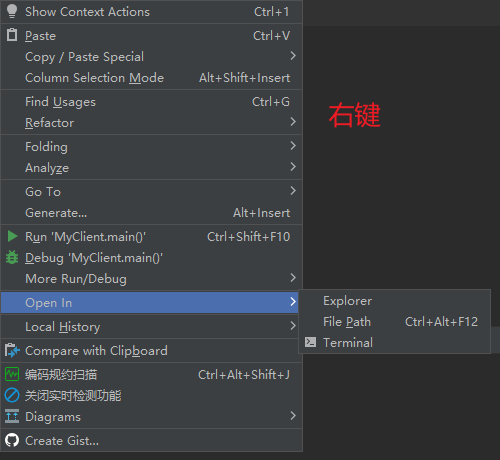 Show Context Actions Ctrl+1
Paste Ctrl+V
Copy / Paste Special
Column Selection Mode Alt+Shift+Insert
Find Usages Ctrl+G
右键
Refactor
Folding
Analyze
Go To
Generate... Alt+Insert
Run 'MyClient.main()' Ctrl+Shift+F10
Debug 'MyClient.main()'
More Run/Debug
Open In
Explorer
File Path Ctrl+Alt+F12
Local History
Terminal
Compare with Clipboard
编码规约扫描 Ctrl+Alt+Shift+J
关闭实时检测功能
Diagrams
Create Gist...